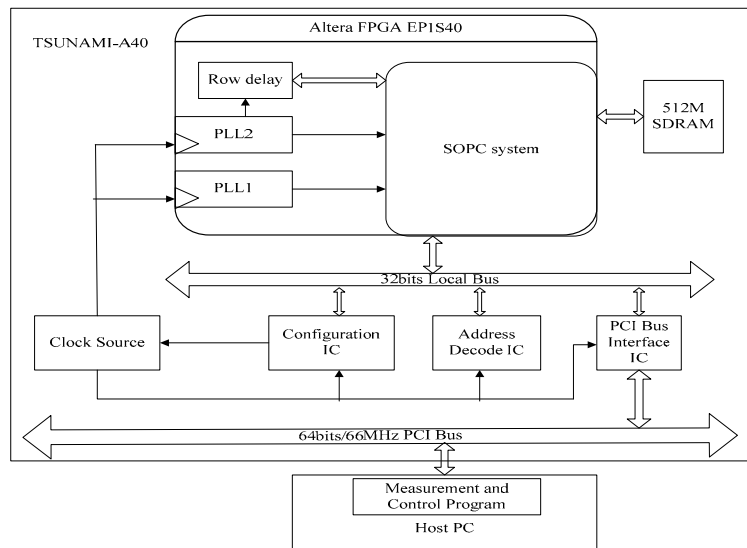 Altera FPGA EP1S40
TSUNAMI-A40
Row delay
PLL2
SOPC system
512M
SDRAM
PLL1
32bits Local Bus
Clock Source
Configuration
IC
Address
Decode IC
PCI Bus
Interface
IC
64bits/66MHz PCI Bus
Measurement and
Control Program
Host PC